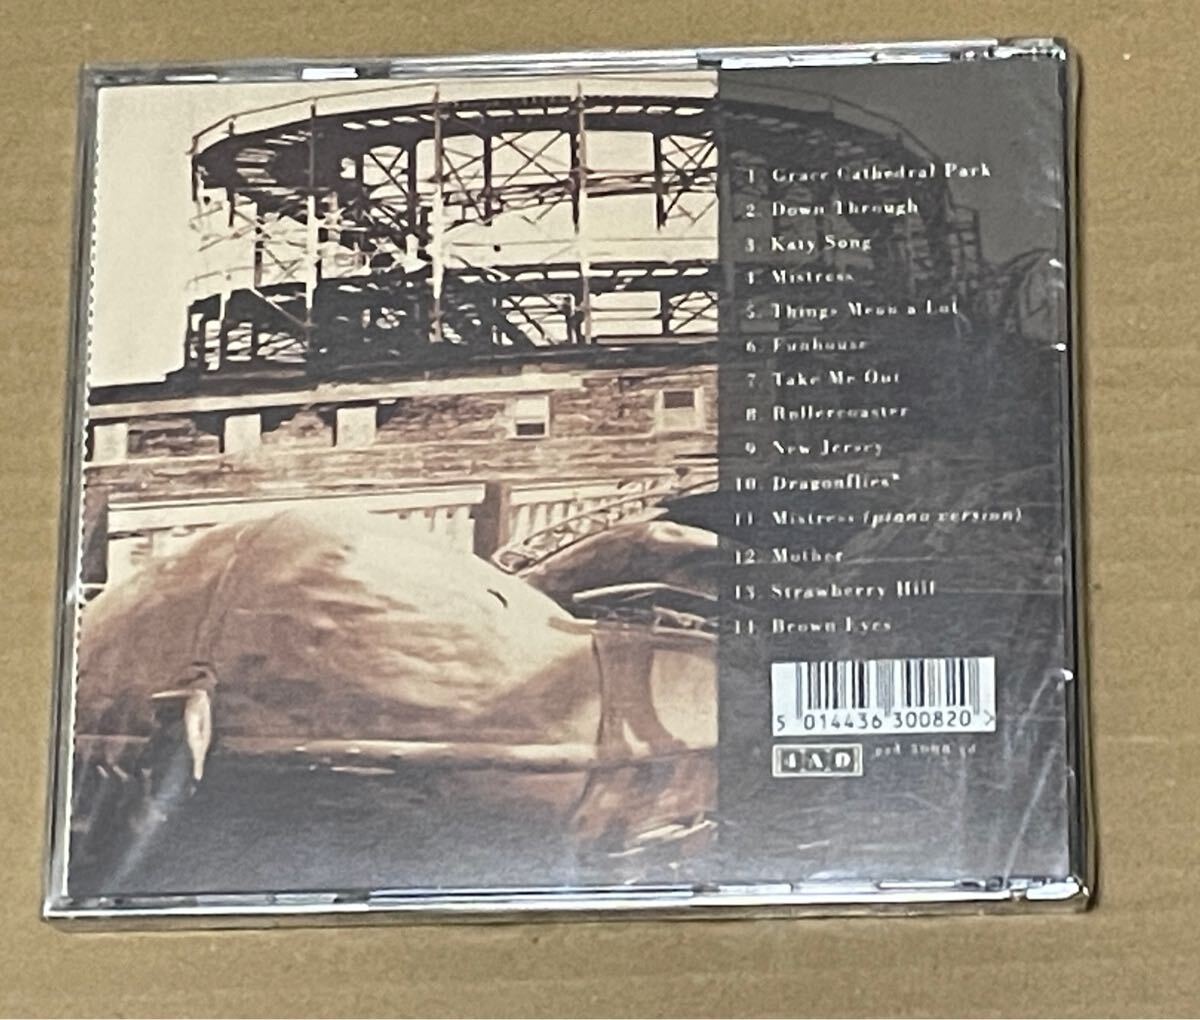 1. Grace Cathedral Park
2. Down Through
3. Katy Song
4. Mistress
5. Things Mean a Lot
6. Funhouse
7. Take Me Out
8. Rollercoaster
9. New Jersey
10. Dragonflies*
11. Mistress (piano version)
12. Mother
13. Strawberry Hill
14. Brown Eyes
5 014436 300820 >
4AD